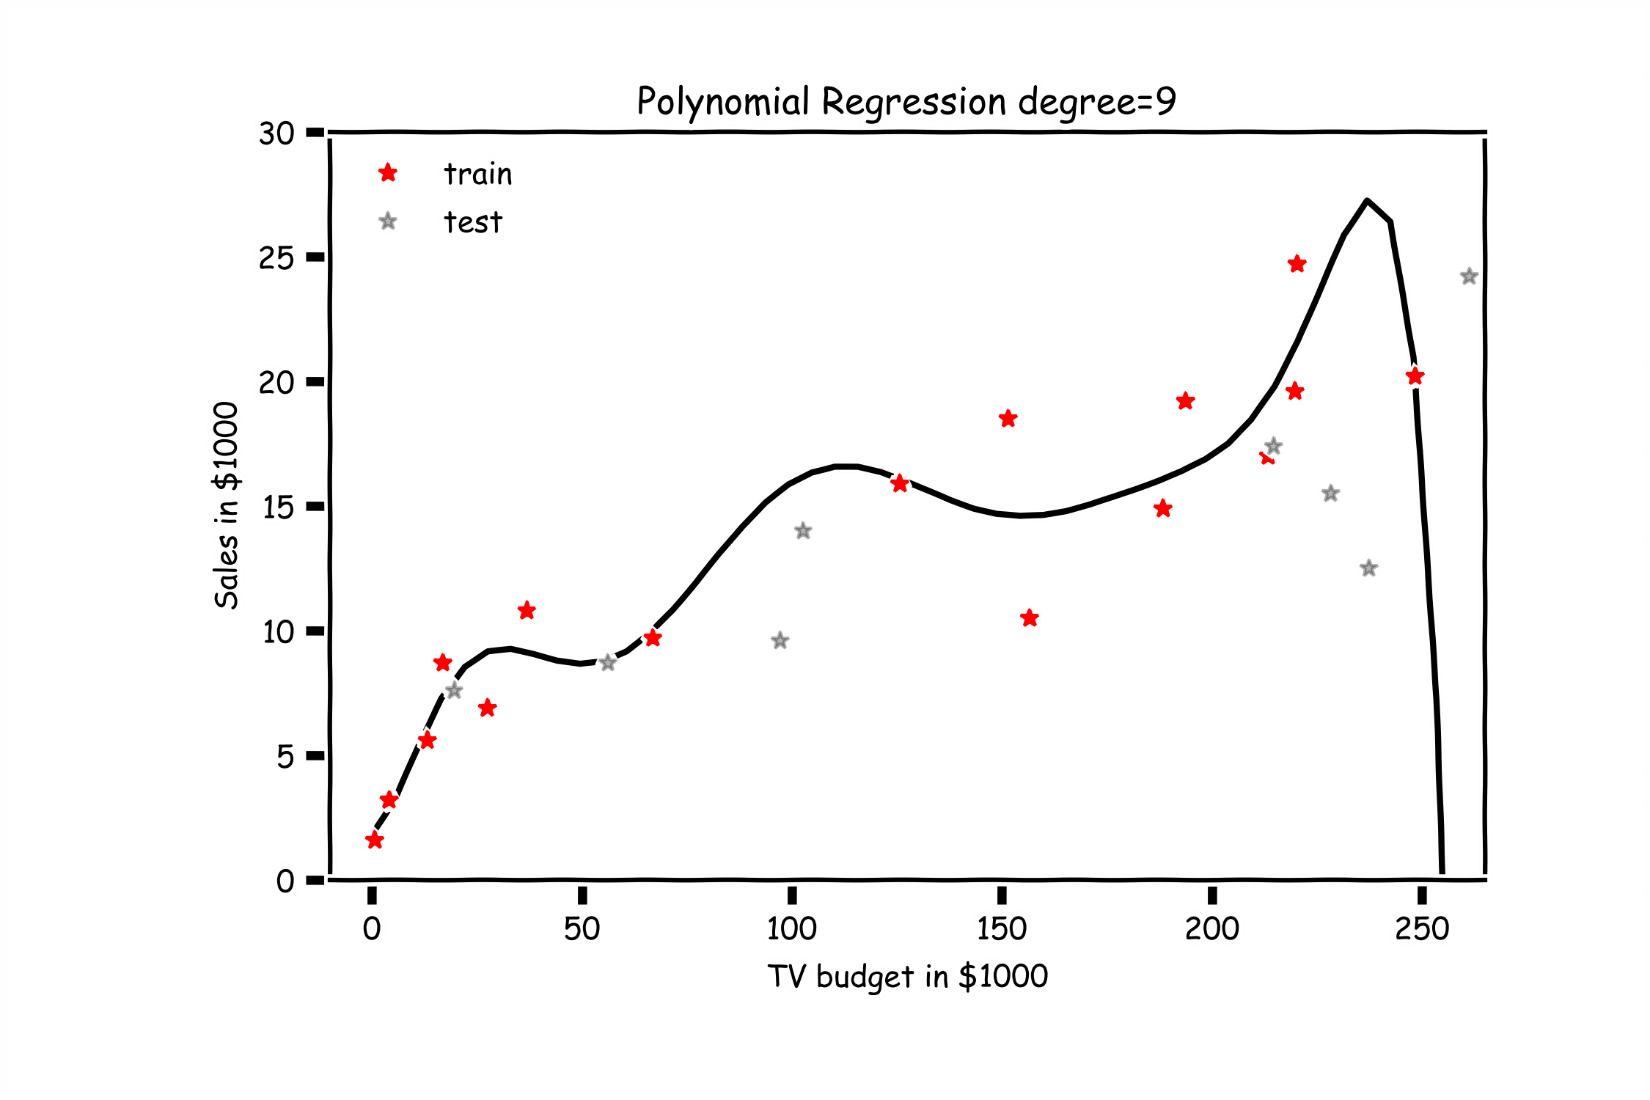 Polynomial Regression degree=9
30
25
20
15
10
5
0
Sales in $1000
train
test
0 50 100 150 200 250
TV budget in $1000